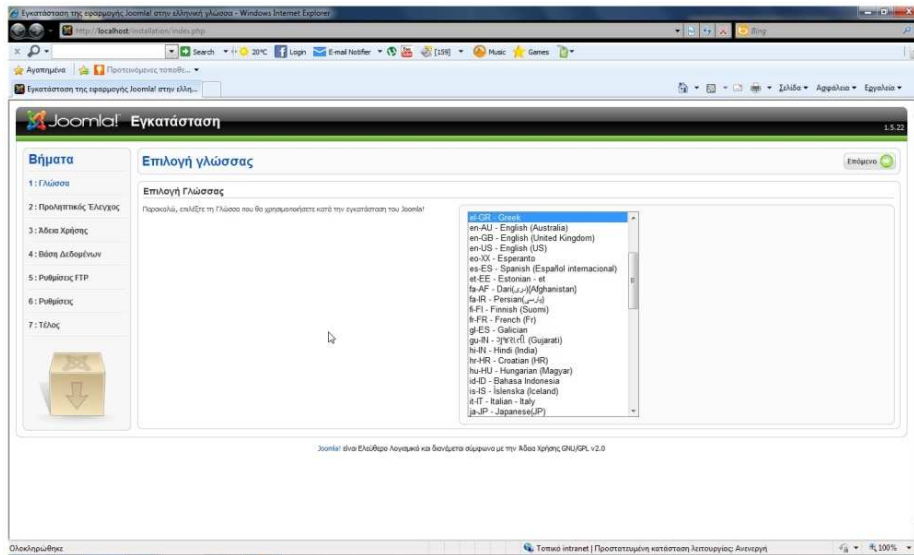 Εγκατάσταση της εφαρμογής Joomla! στην ελληνική γλώσσα - Windows Internet Explorer
http://localhost/installation/index.php
Bing
Search 20°C Login E-mail Notifier [159] Music Games
Αγαπημένα Προτεινόμενες τοποθε...
Εγκατάσταση της εφαρμογής Joomla! στην ελλη...
Σελίδα Ασφάλεια Εργαλεία
Joomla! Εγκατάσταση
1.5.22
Βήματα
1 : Γλώσσα
2 : Προληπτικός Έλεγχος
3 : Άδεια Χρήσης
4 : Βάση Δεδομένων
5 : Ρυθμίσεις FTP
6 : Ρυθμίσεις
7 : Τέλος
Επιλογή γλώσσας
Επόμενο
Επιλογή Γλώσσας
Παρακαλώ, επιλέξτε τη Γλώσσα που θα χρησιμοποιήσετε κατά την εγκατάσταση του Joomla!
el-GR - Greek
en-AU - English (Australia)
en-GB - English (United Kingdom)
en-US - English (US)
eo-XX - Esperanto
es-ES - Spanish (Español internacional)
et-EE - Estonian - et
fa-AF - Dari(دری)(Afghanistan)
fa-IR - Persian(پارسی)
fi-FI - Finnish (Suomi)
fr-FR - French (Fr)
gl-ES - Galician
gu-IN - ગુજરાતી (Gujarati)
hi-IN - Hindi (India)
hr-HR - Croatian (HR)
hu-HU - Hungarian (Magyar)
id-ID - Bahasa Indonesia
is-IS - Íslenska (Iceland)
it-IT - Italian - Italy
ja-JP - Japanese(JP)
Joomla! είναι Ελεύθερο Λογισμικό και διανέμεται σύμφωνα με την Άδεια Χρήσης GNU/GPL v2.0
Ολοκληρώθηκε
Τοπικό intranet | Προστατευμένη κατάσταση λειτουργίας: Ανενεργή
100%